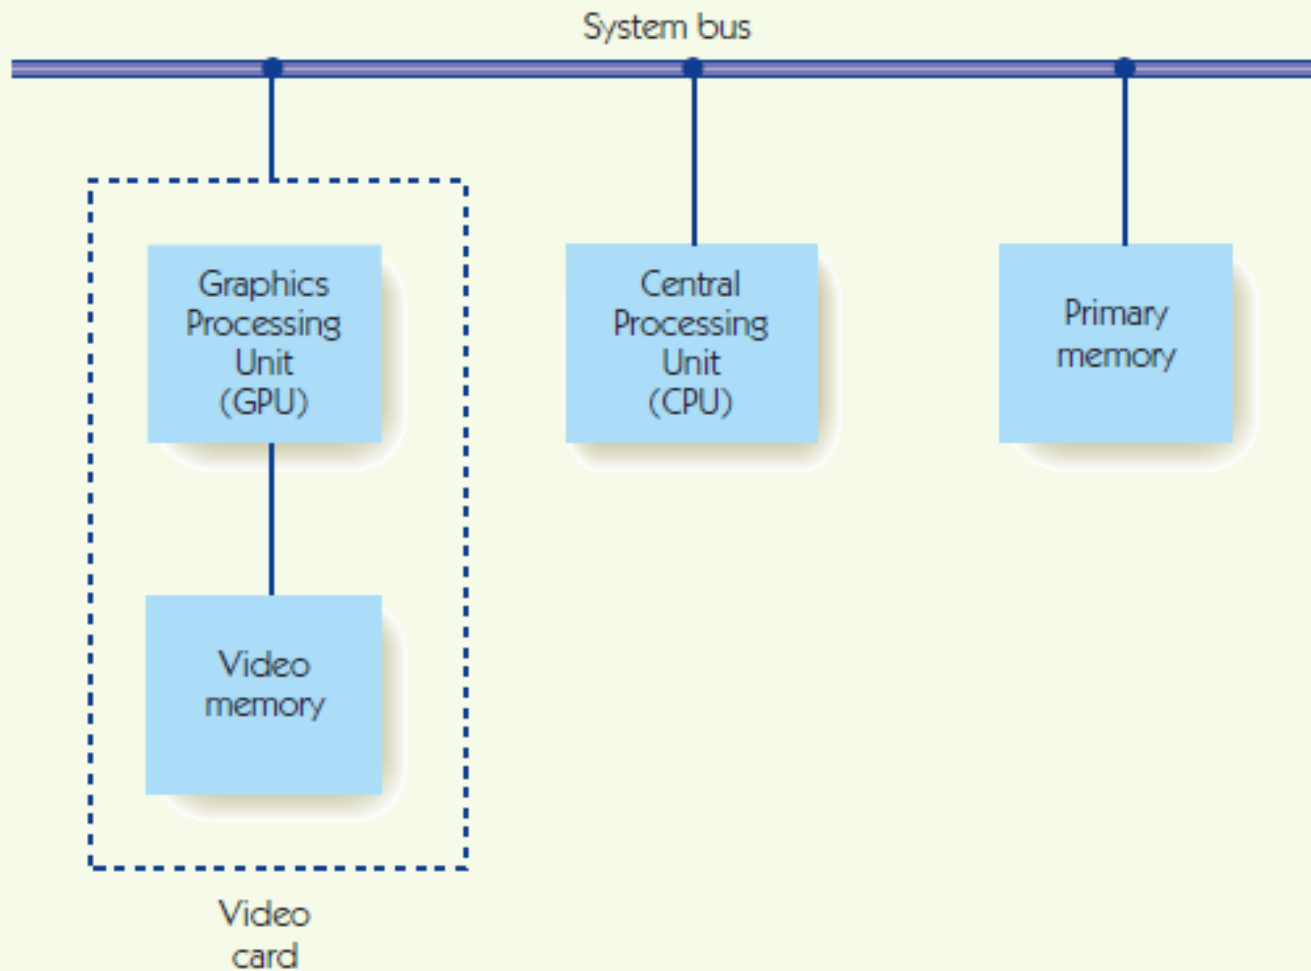 System bus
Graphics
Processing
Unit
(GPU)
Central
Processing
Unit
(CPU)
Primary
memory
Video
memory
Video
card